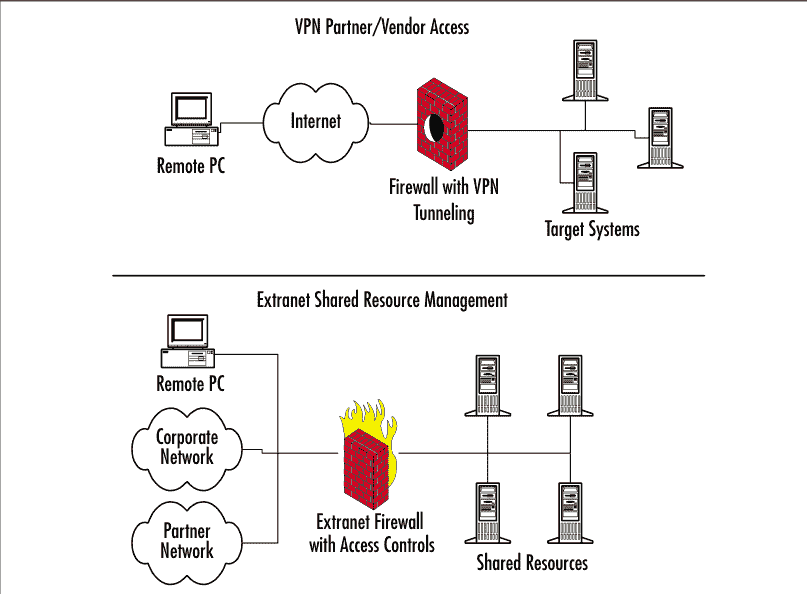 VPN Partner/Vendor Access
Internet
Remote PC
Firewall with VPN
Tunneling
Target Systems
Extranet Shared Resource Management
Remote PC
Corporate
Network
Partner
Network
Extranet Firewall
with Access Controls
Shared Resources